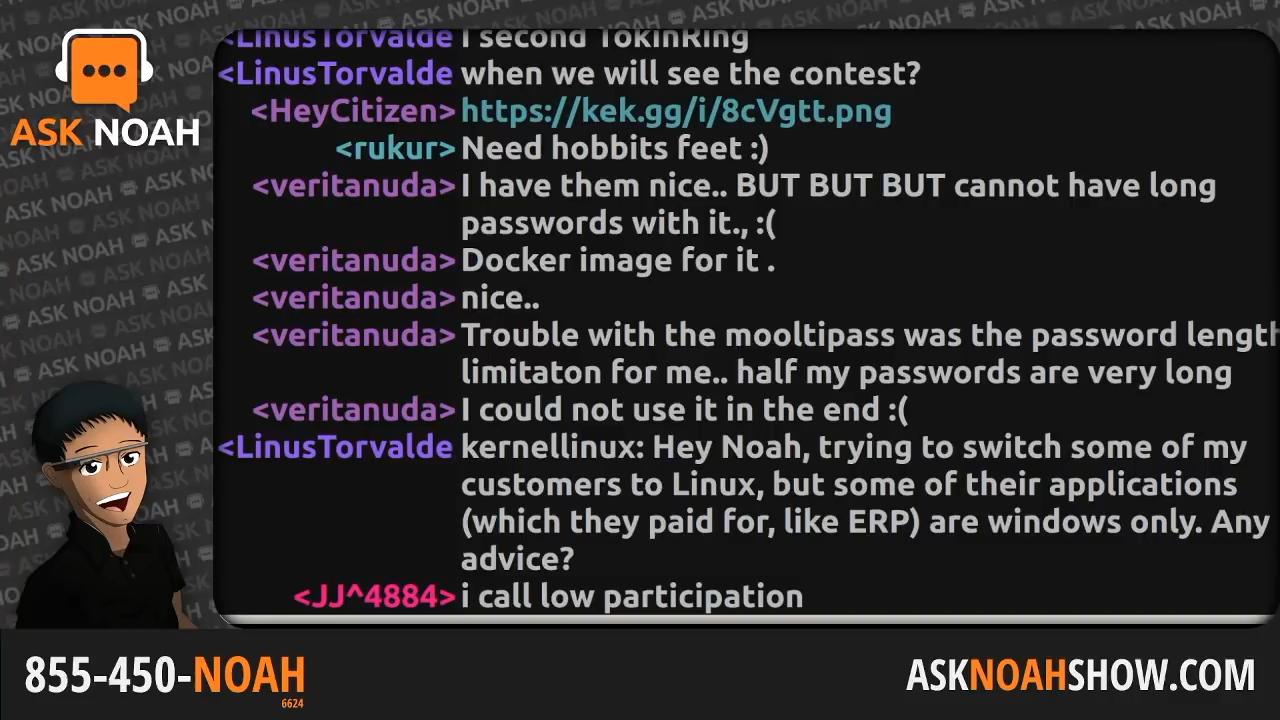 ASK NOAH
<LinusTorvalde I second TokinRing
<LinusTorvalde when we will see the contest?
<HeyCitizen> https://kek.gg/i/8cVgtt.png
<rukur> Need hobbits feet :)
<veritanuda> I have them nice.. BUT BUT BUT cannot have long
passwords with it., :(
<veritanuda> Docker image for it .
<veritanuda> nice..
<veritanuda> Trouble with the mooltipass was the password length
limitaton for me.. half my passwords are very long
<veritanuda> I could not use it in the end :(
<LinusTorvalde kernellinux: Hey Noah, trying to switch some of my
customers to Linux, but some of their applications
(which they paid for, like ERP) are windows only. Any
advice?
<JJ^4884> i call low participation
855-450-NOAH
6624
ASKNOAHSHOW.COM